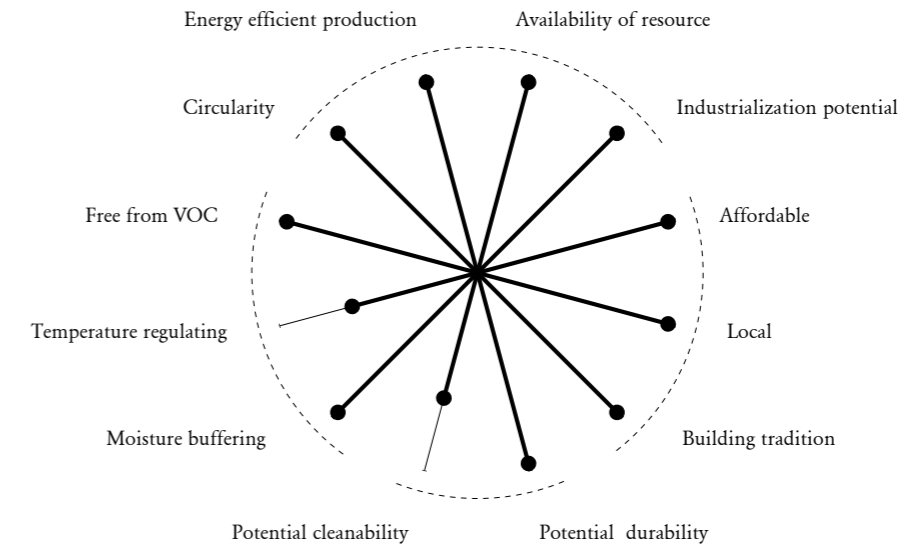 Energy efficient production
Availability of resource
Circularity
Industrialization potential
Free from VOC
Affordable
Temperature regulating
Local
Moisture buffering
Building tradition
Potential cleanability
Potential  durability